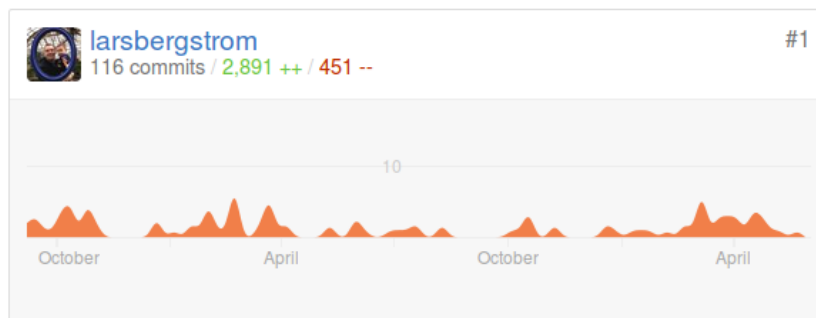 larsbergstrom
#1
116 commits / 2,891 ++ / 451 --
10
October April October April